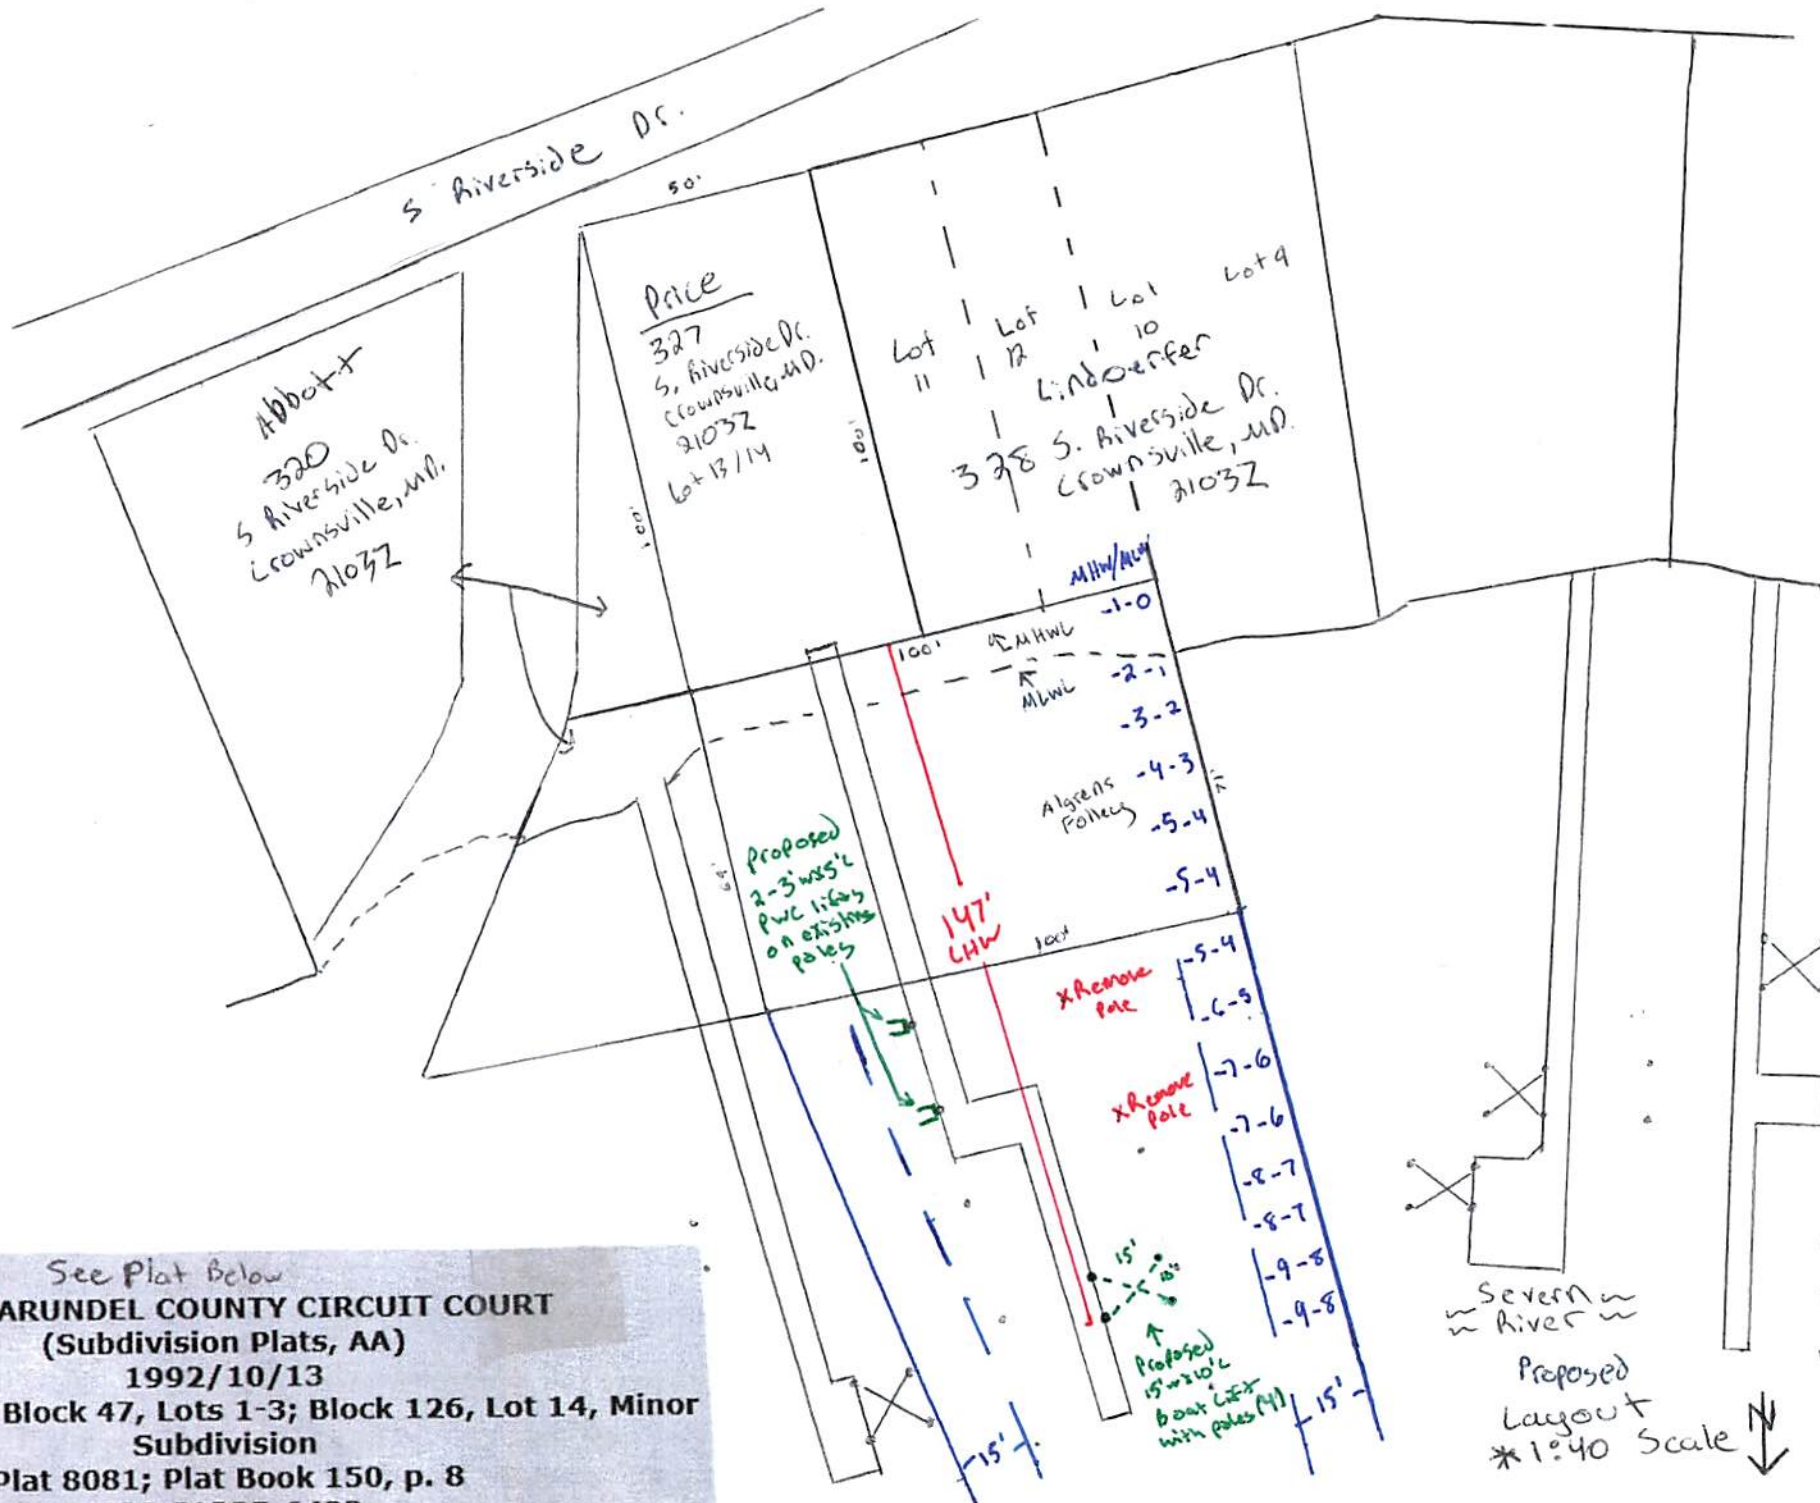 S Riverside Dr.
50'
Price
327
S. Riverside Dr.
Crownsville, MD.
21032
Lot 13/14
100'
100'
Abbott
320
S Riverside Dr.
Crownsville, MD.
21032
Lot
11
Lot
12
Lot
10
Lot 9
Lindoerfer
328 S. Riverside Dr.
Crownsville, MD.
21032
MHW/MLW
-1-0
100'
MHWL
MLWL
-2-1
-3-2
-4-3
Algrens
Folleus
-5-4
-5-4
Proposed
2-3'wx5'L
PWC lifts
on existing
poles
147'
LHW
100'
-5-4
x Remove
Pole
-6-5
-7-6
x Remove
Pole
-7-6
-8-7
-8-7
-9-8
-9-8
15'
10'
Proposed
15'wx10'L
Boat Lift
with poles (4)
15'
15'
Severn
River
Proposed
Layout
*1:40 Scale
N
See Plat Below
ARUNDEL COUNTY CIRCUIT COURT
(Subdivision Plats, AA)
1992/10/13
Block 47, Lots 1-3; Block 126, Lot 14, Minor
Subdivision
Plat 8081; Plat Book 150, p. 8